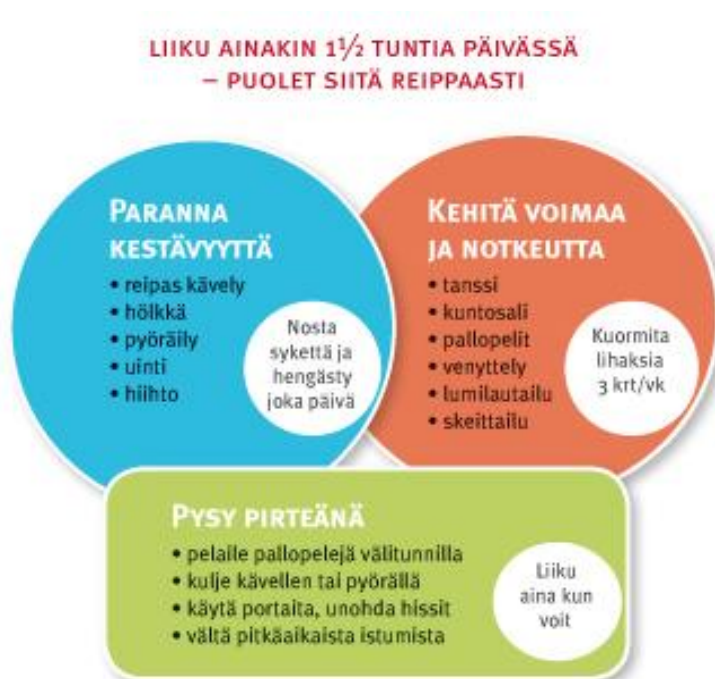 LIIKU AINAKIN 1½ TUNTIA PÄIVÄSSÄ
– PUOLET SIITÄ REIPPAASTI
PARANNA
KESTÄVYYTTÄ
• reipas kävely
• hölkkä
• pyöräily
• uinti
• hiihto
Nosta
sykettä ja
hengästy
joka päivä
KEHITÄ VOIMAA
JA NOTKEUTTA
• tanssi
• kuntosali
• pallopelit
• venyttely
• lumilautailu
• skeittailu
Kuormita
lihaksia
3 krt/vk
PYSY PIRTEÄNÄ
• pelaile pallopelejä välitunnilla
• kulje kävellen tai pyörällä
• käytä portaita, unohda hissit
• vältä pitkäaikaista istumista
Liiku
aina kun
voit